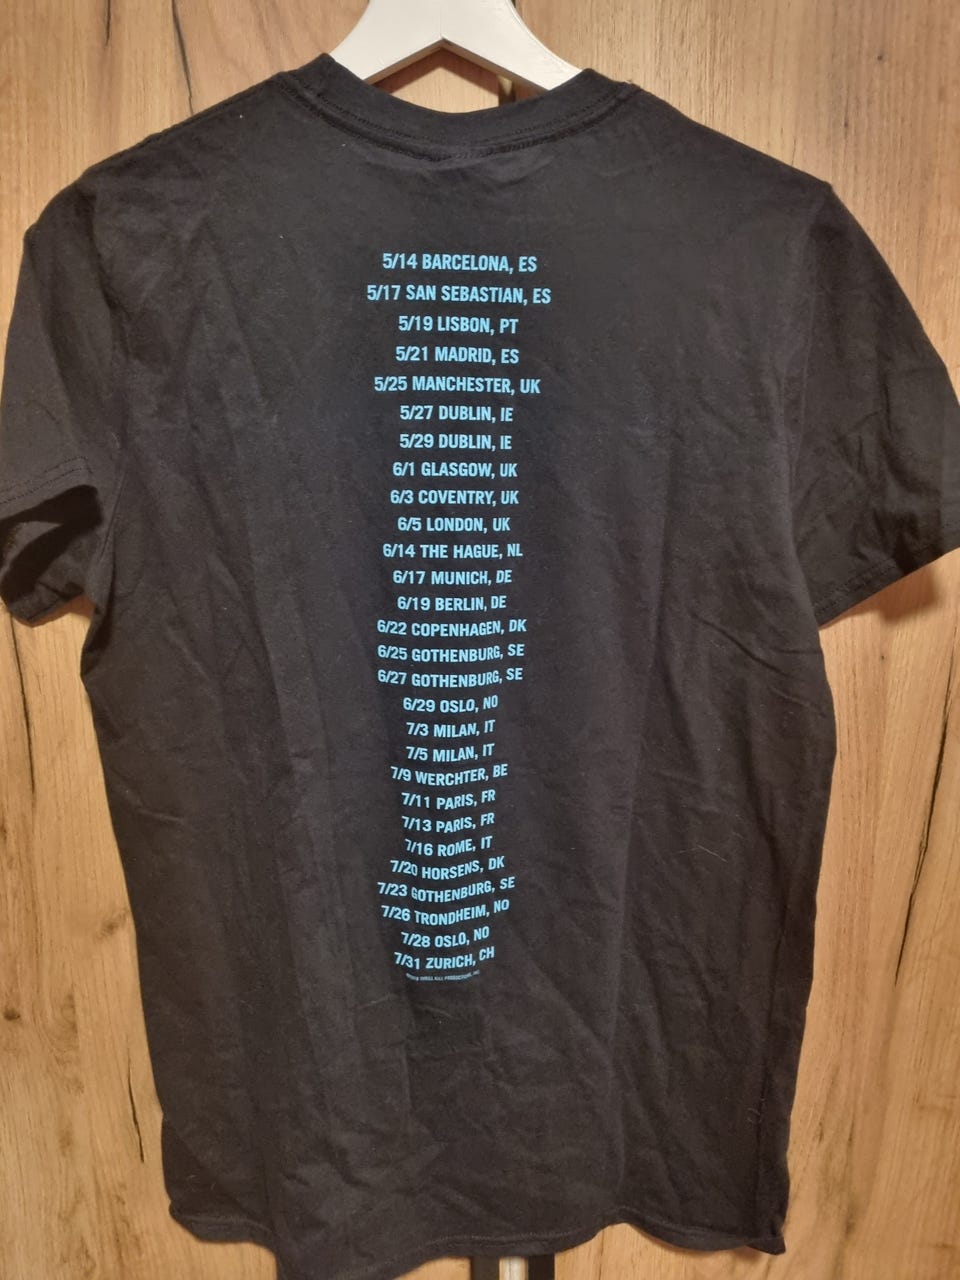 5/14 BARCELONA, ES
5/17 SAN SEBASTIAN, ES
5/19 LISBON, PT
5/21 MADRID, ES
5/25 MANCHESTER, UK
5/27 DUBLIN, IE
5/29 DUBLIN, IE
6/1 GLASGOW, UK
6/3 COVENTRY, UK
6/5 LONDON, UK
6/14 THE HAGUE, NL
6/17 MUNICH, DE
6/19 BERLIN, DE
6/22 COPENHAGEN, DK
6/25 GOTHENBURG, SE
6/27 GOTHENBURG, SE
6/29 OSLO, NO
7/3 MILAN, IT
7/5 MILAN, IT
7/9 WERCHTER, BE
7/11 PARIS, FR
7/13 PARIS, FR
7/16 ROME, IT
7/20 HORSENS, DK
7/23 GOTHENBURG, SE
7/26 TRONDHEIM, NO
7/28 OSLO, NO
7/31 ZURICH, CH
THRILL KILL PRODUCTIONS, INC